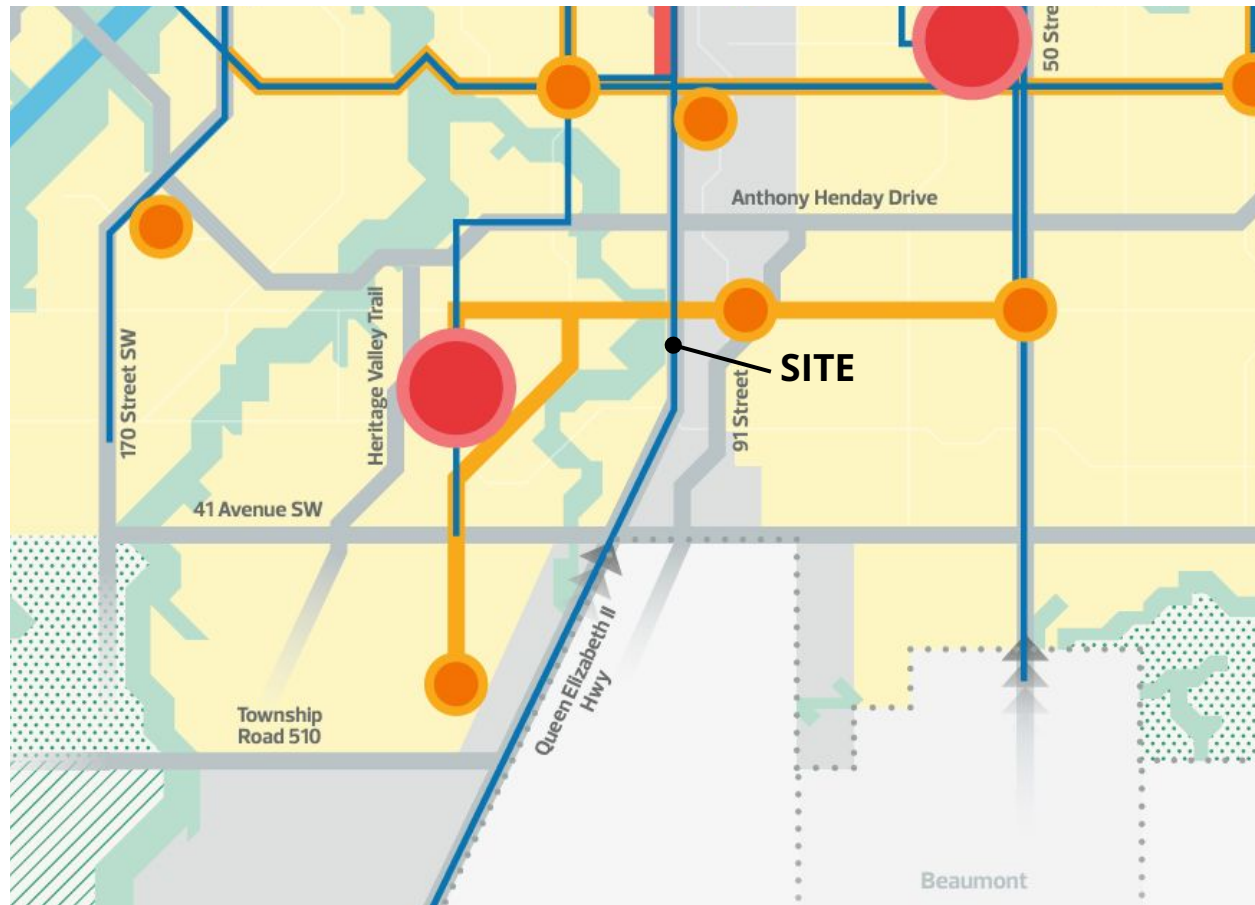 50 Stre
Anthony Henday Drive
170 Street SW
Heritage Valley Trail
SITE
91 Street
41 Avenue SW
Queen Elizabeth II
Hwy
Township
Road 510
Beaumont